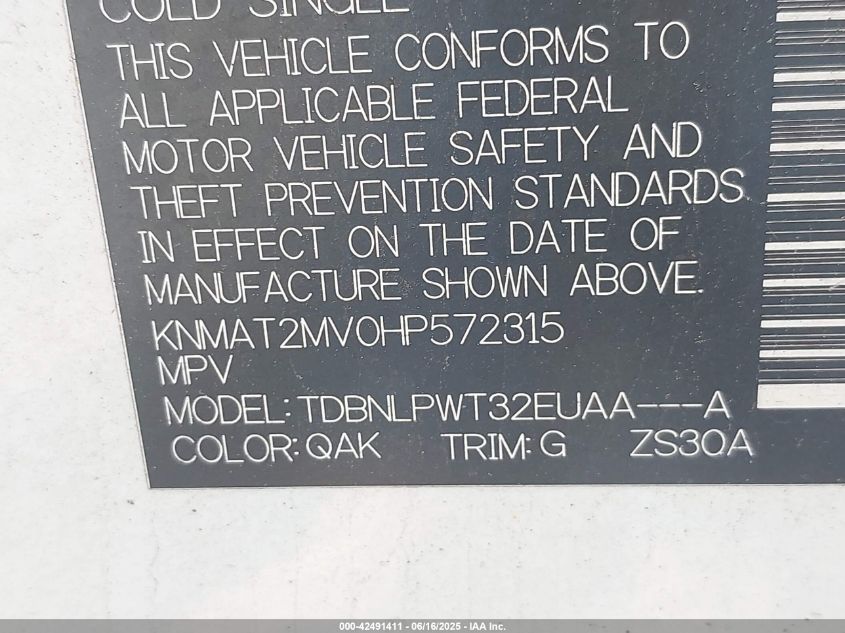 COLD SINGLE
THIS VEHICLE CONFORMS TO
ALL APPLICABLE FEDERAL
MOTOR VEHICLE SAFETY AND
THEFT PREVENTION STANDARDS
IN EFFECT ON THE DATE OF
MANUFACTURE SHOWN ABOVE.
KNMAT2MV0HP572315
MPV
MODEL: TDBNLPWT32EUAA---A
COLOR: QAK TRIM: G ZS30A
000-42491411 - 06/16/2025 - IAA Inc.